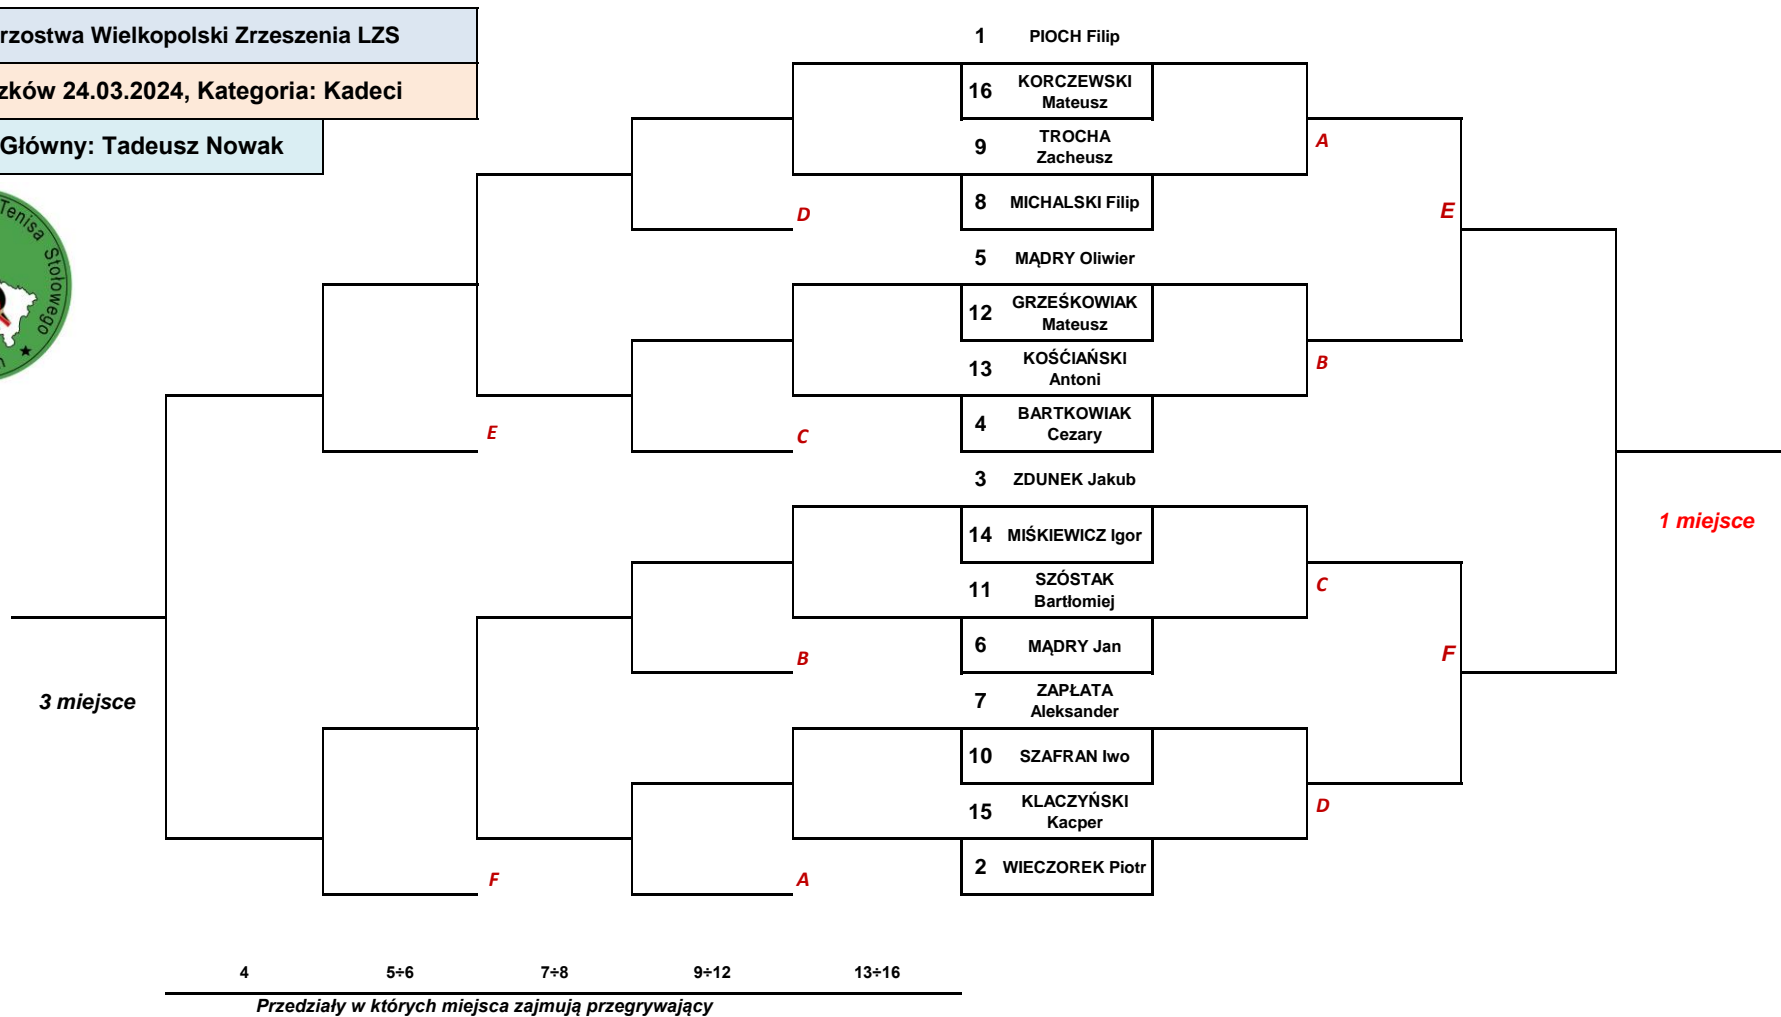 rzostwa Wielkopolski Zrzeszenia LZS
zków 24.03.2024, Kategoria: Kadeci
Główny: Tadeusz Nowak
Tenisa Stołowego
1 PIOCH Filip
16 KORCZEWSKI
Mateusz
A
9 TROCHA
Zacheusz
8 MICHALSKI Filip
D
E
5 MĄDRY Oliwier
12 GRZEŚKOWIAK
Mateusz
B
13 KOŚĆIAŃSKI
Antoni
4 BARTKOWIAK
Cezary
E
C
3 ZDUNEK Jakub
1 miejsce
14 MIŚKIEWICZ Igor
C
11 SZÓSTAK
Bartłomiej
6 MĄDRY Jan
B
F
3 miejsce
7 ZAPŁATA
Aleksander
10 SZAFRAN Iwo
D
15 KLACZYŃSKI
Kacper
2 WIECZOREK Piotr
F
A
4 5÷6 7÷8 9÷12 13÷16
Przedziały w których miejsca zajmują przegrywający